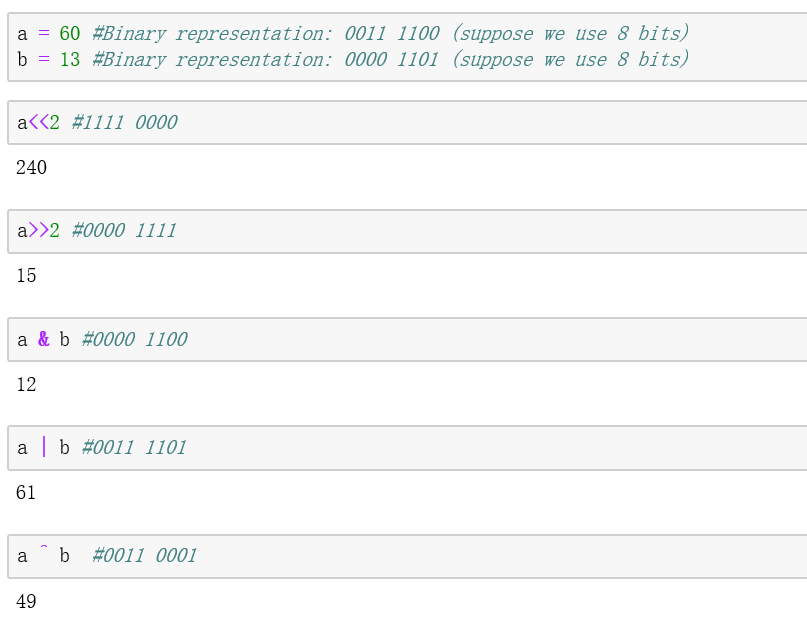 a = 60 #Binary representation: 0011 1100 (suppose we use 8 bits)
b = 13 #Binary representation: 0000 1101 (suppose we use 8 bits)
a<<2 #1111 0000
240
a>>2 #0000 1111
15
a & b #0000 1100
12
a | b #0011 1101
61
a ^ b  #0011 0001
49